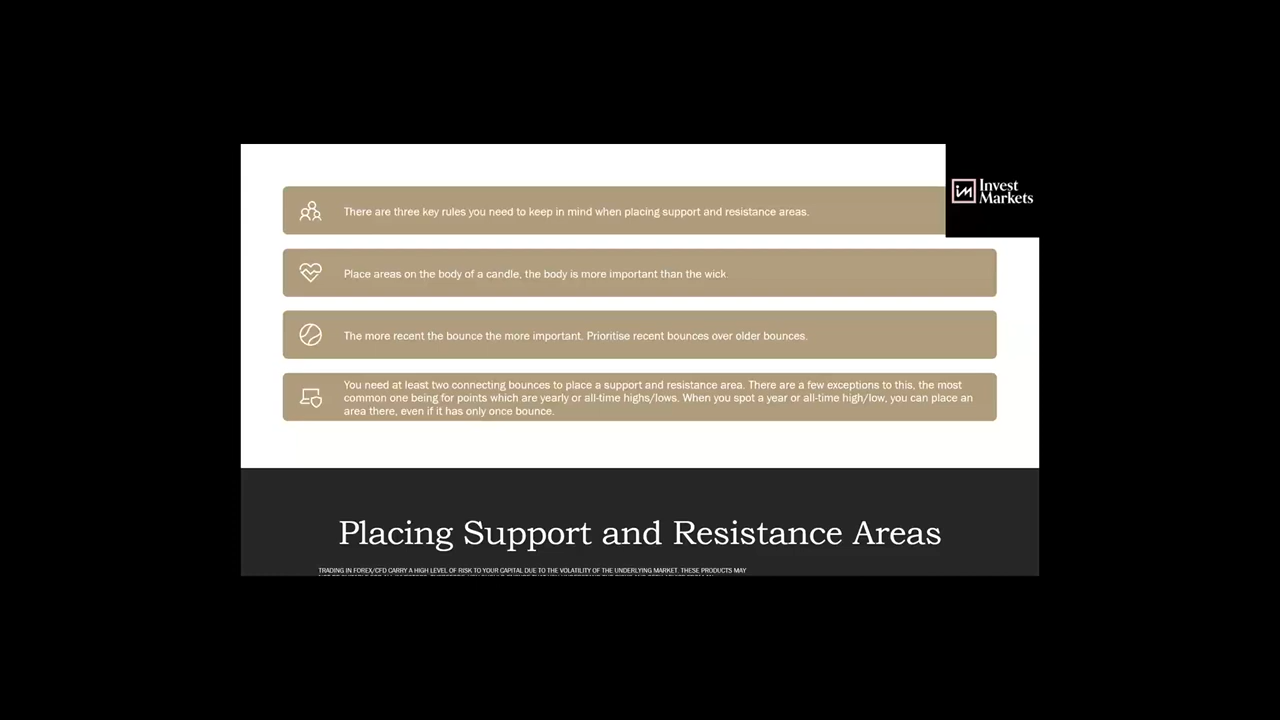 Invest
Markets
There are three key rules you need to keep in mind when placing support and resistance areas.
Place areas on the body of a candle, the body is more important than the wick.
The more recent the bounce the more important. Prioritise recent bounces over older bounces.
You need at least two connecting bounces to place a support and resistance area. There are a few exceptions to this, the most
common one being for points which are yearly or all-time highs/lows. When you spot a year or all-time high/low, you can place an
area there, even if it has only once bounce.
Placing Support and Resistance Areas
TRADING IN FOREX/CFD CARRY A HIGH LEVEL OF RISK TO YOUR CAPITAL DUE TO THE VOLATILITY OF THE UNDERLYING MARKET. THESE PRODUCTS MAY